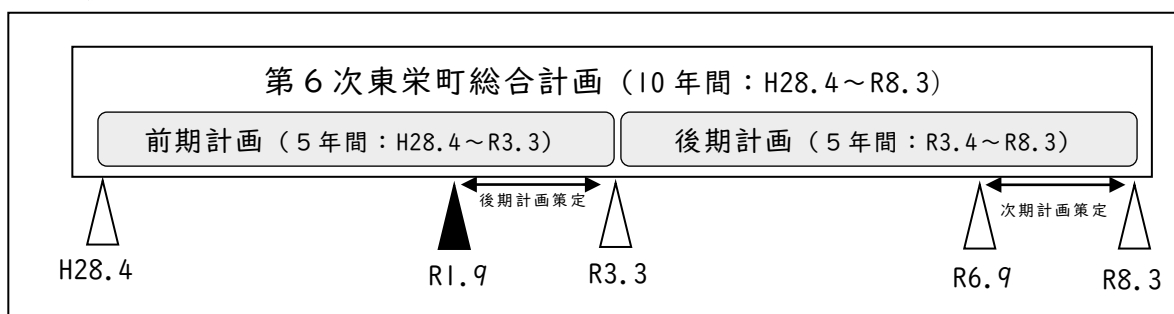 第6次東栄町総合計画（10年間：H28.4～R8.3）
前期計画（5年間：H28.4～R3.3）
後期計画（5年間：R3.4～R8.3）
後期計画策定
次期計画策定
H28.4
R1.9
R3.3
R6.9
R8.3